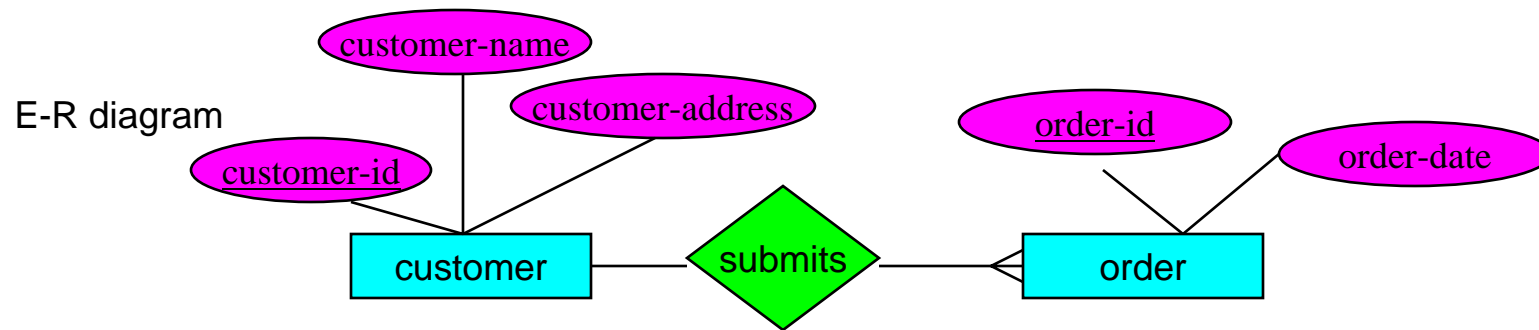 customer-name
E-R diagram
customer-address
order-id
customer-id
order-date
customer
submits
order